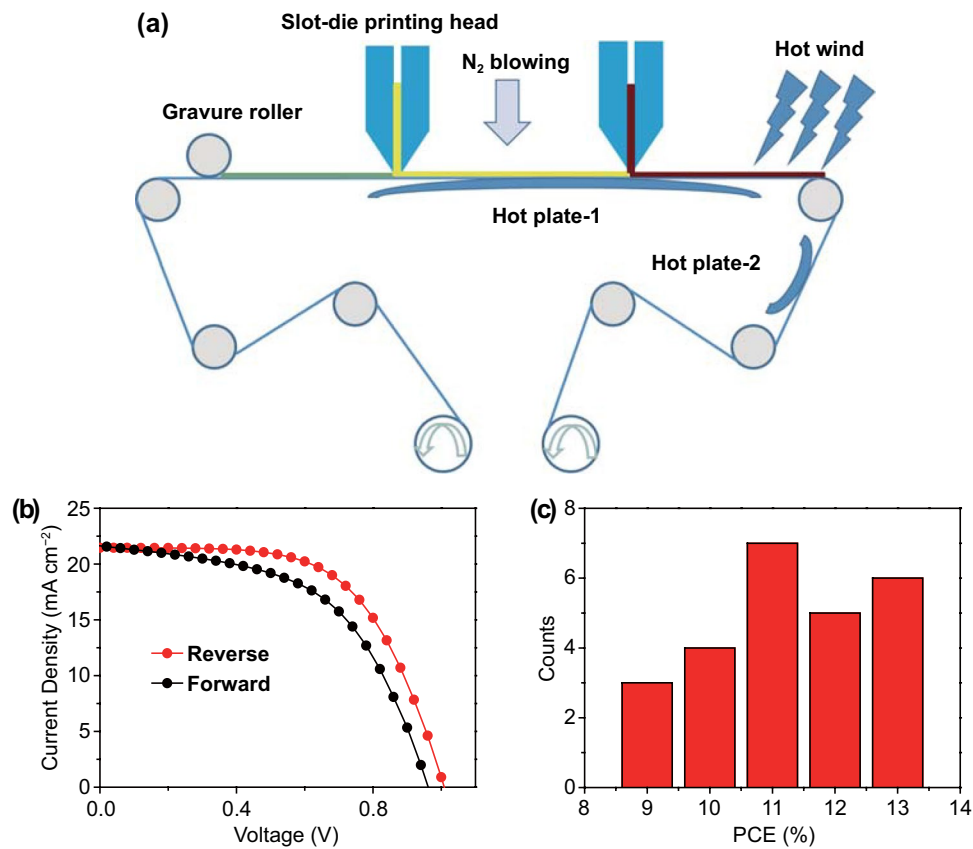 (a)
Slot-die printing head
N₂ blowing
Hot wind
Gravure roller
Hot plate-1
Hot plate-2
(b)
25
20
15
10
5
0
Current Density (mA cm⁻²)
Reverse
Forward
0.0
0.4
0.8
Voltage (V)
(c)
8
6
4
2
0
Counts
8
9
10
11
12
13
14
PCE (%)